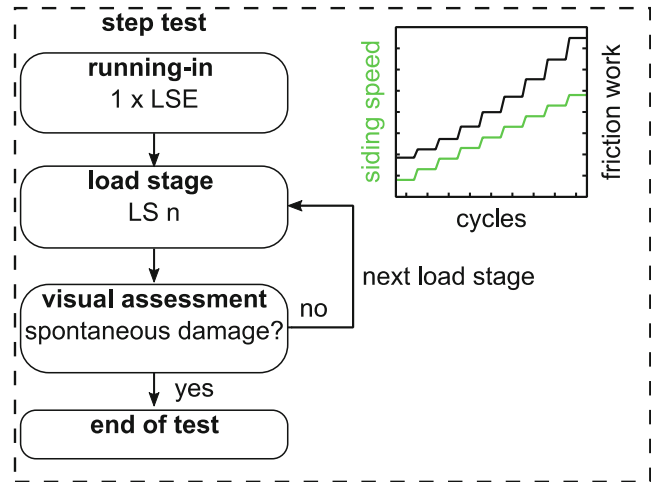 step test
running-in
1 x LSE
load stage
LS n
visual assessment
spontaneous damage?
no
next load stage
yes
end of test
siding speed
friction work
cycles